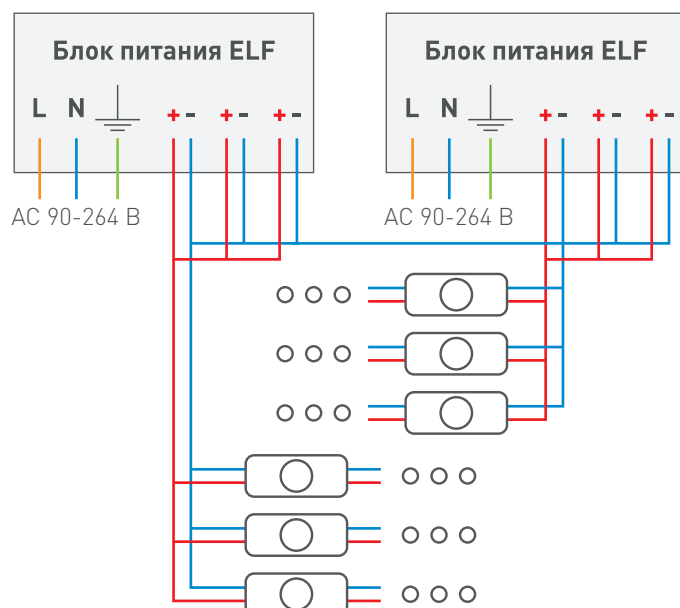 Блок питания ELF
L N + - + - + -
AC 90-264 В
Блок питания ELF
L N + - + - + -
AC 90-264 В